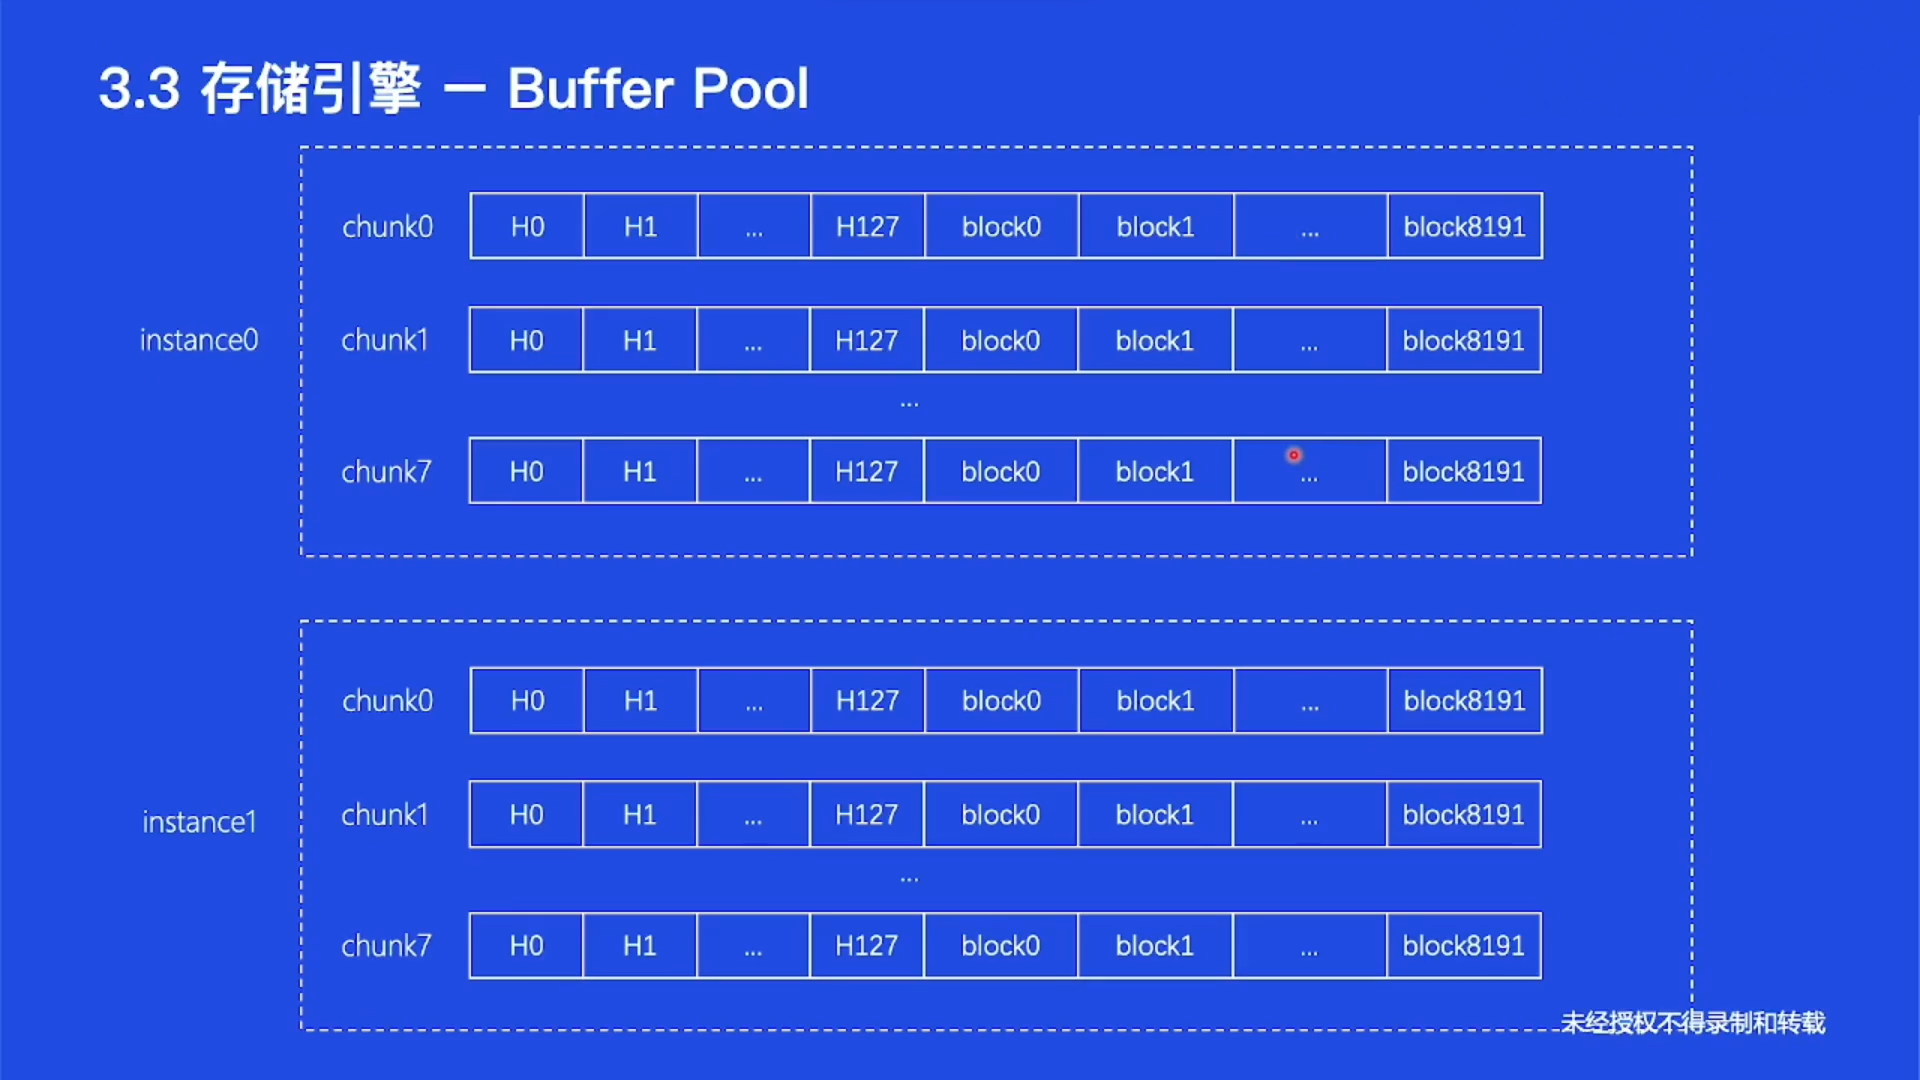 3.3 存储引擎 — Buffer Pool
chunk0 H0 H1 ... H127 block0 block1 ... block8191
instance0
chunk1 H0 H1 ... H127 block0 block1 ... block8191
...
chunk7 H0 H1 ... H127 block0 block1 ... block8191
chunk0 H0 H1 ... H127 block0 block1 ... block8191
instance1
chunk1 H0 H1 ... H127 block0 block1 ... block8191
...
chunk7 H0 H1 ... H127 block0 block1 ... block8191
未经授权不得录制和转载